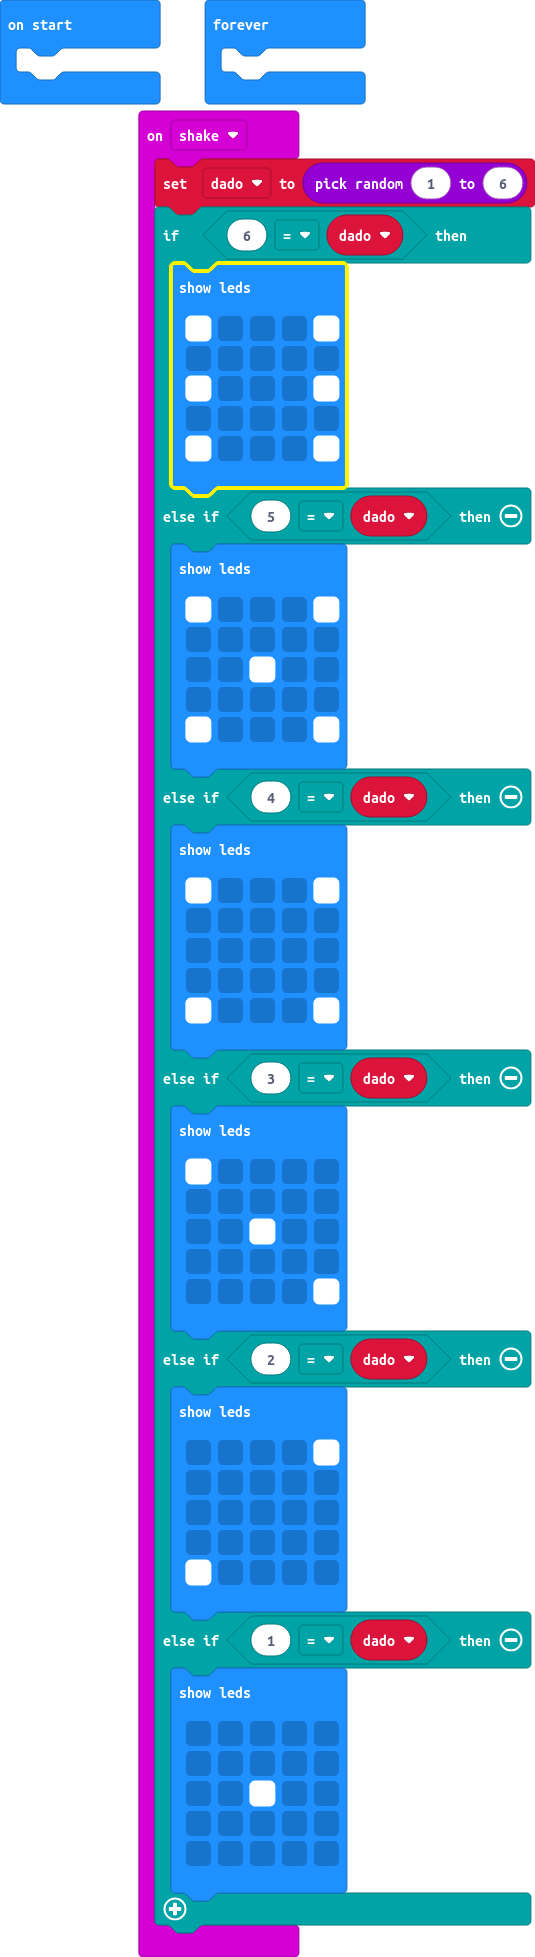 on start
forever
on shake
set dado to pick random 1 to 6
if 6 = dado then
show leds
else if 5 = dado then
show leds
else if 4 = dado then
show leds
else if 3 = dado then
show leds
else if 2 = dado then
show leds
else if 1 = dado then
show leds